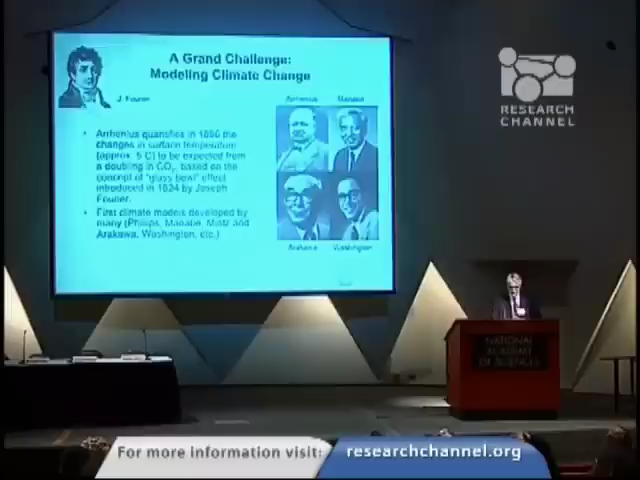 A Grand Challenge:
Modeling Climate Change
J. Fourier
Arrhenius Manabe
• Arrhenius quantifies in 1896 the
changes in surface temperature
(approx. 5 C) to be expected from
a doubling in CO₂, based on the
concept of "glass bowl" effect
introduced in 1824 by Joseph
Fourier.
• First climate models developed by
many (Philips, Manabe, Mintz and
Arakawa, Washington, etc.)
Arakawa Washington
RESEARCH
CHANNEL
NATIONAL
ACADEMY
OF SCIENCES
For more information visit: researchchannel.org